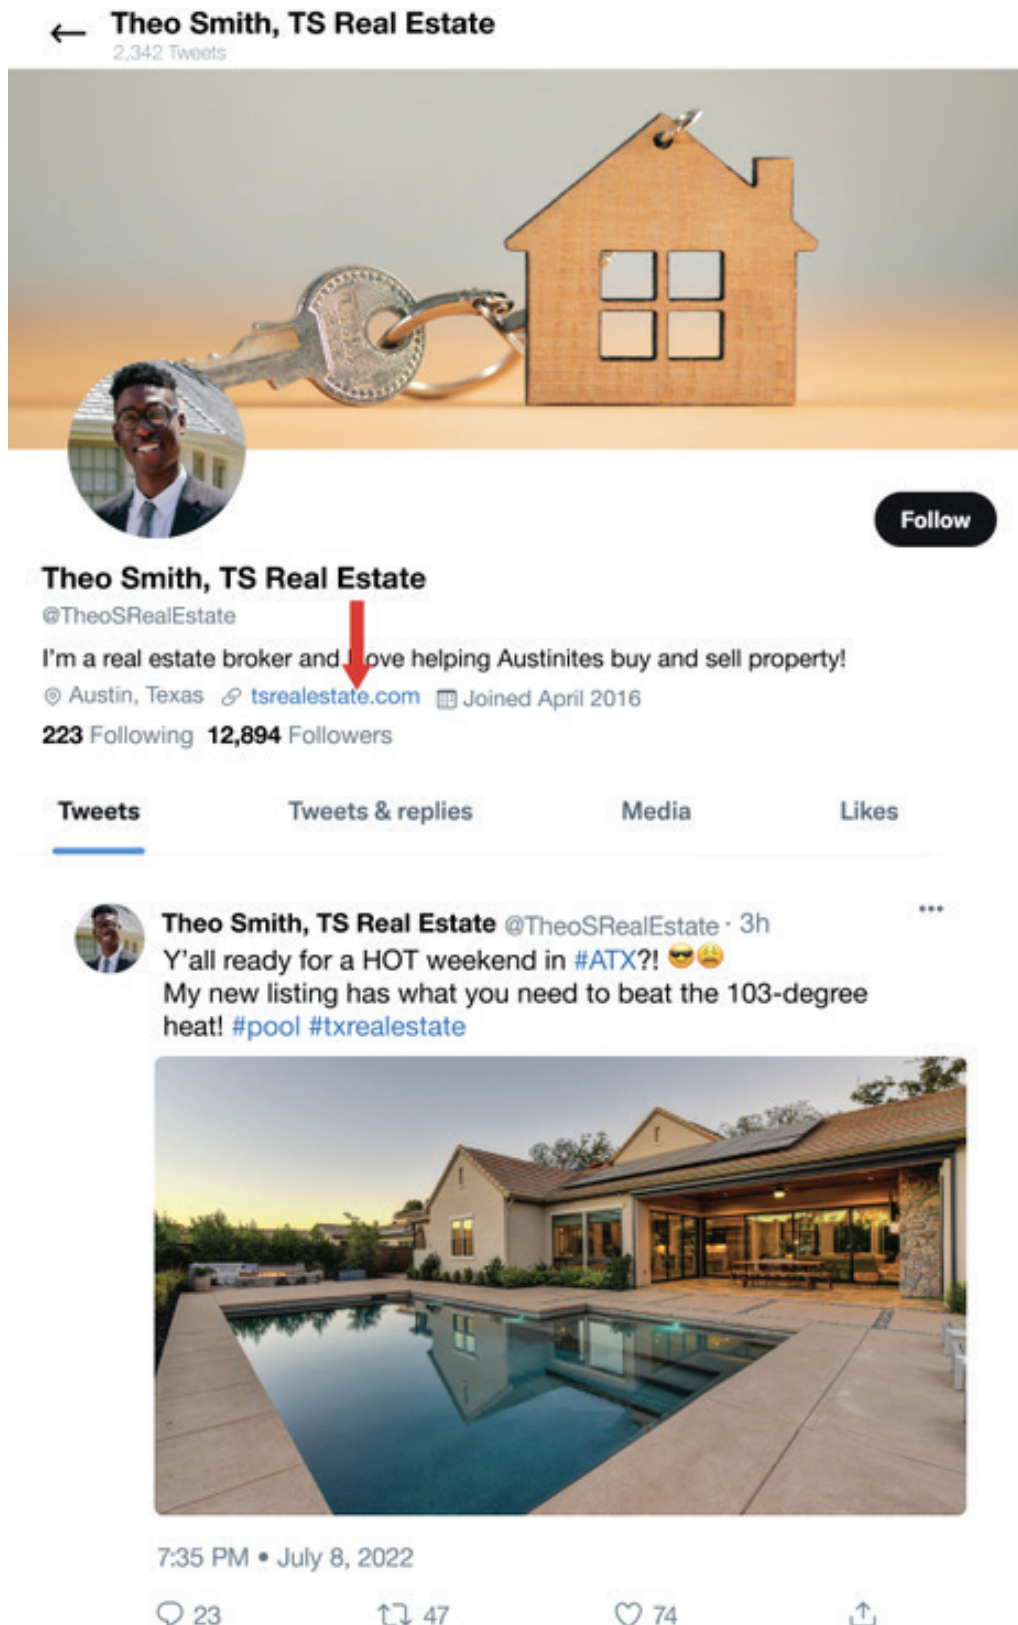 Theo Smith, TS Real Estate
2,342 Tweets
Follow
Theo Smith, TS Real Estate
@TheoSRealEstate
I'm a real estate broker and ove helping Austinites buy and sell property!
Austin, Texas tsrealestate.com Joined April 2016
223 Following 12,894 Followers
Tweets Tweets & replies Media Likes
Theo Smith, TS Real Estate @TheoSRealEstate · 3h
Y'all ready for a HOT weekend in #ATX?! 😎😩
My new listing has what you need to beat the 103-degree
heat! #pool #txrealestate
7:35 PM • July 8, 2022
23 47 74